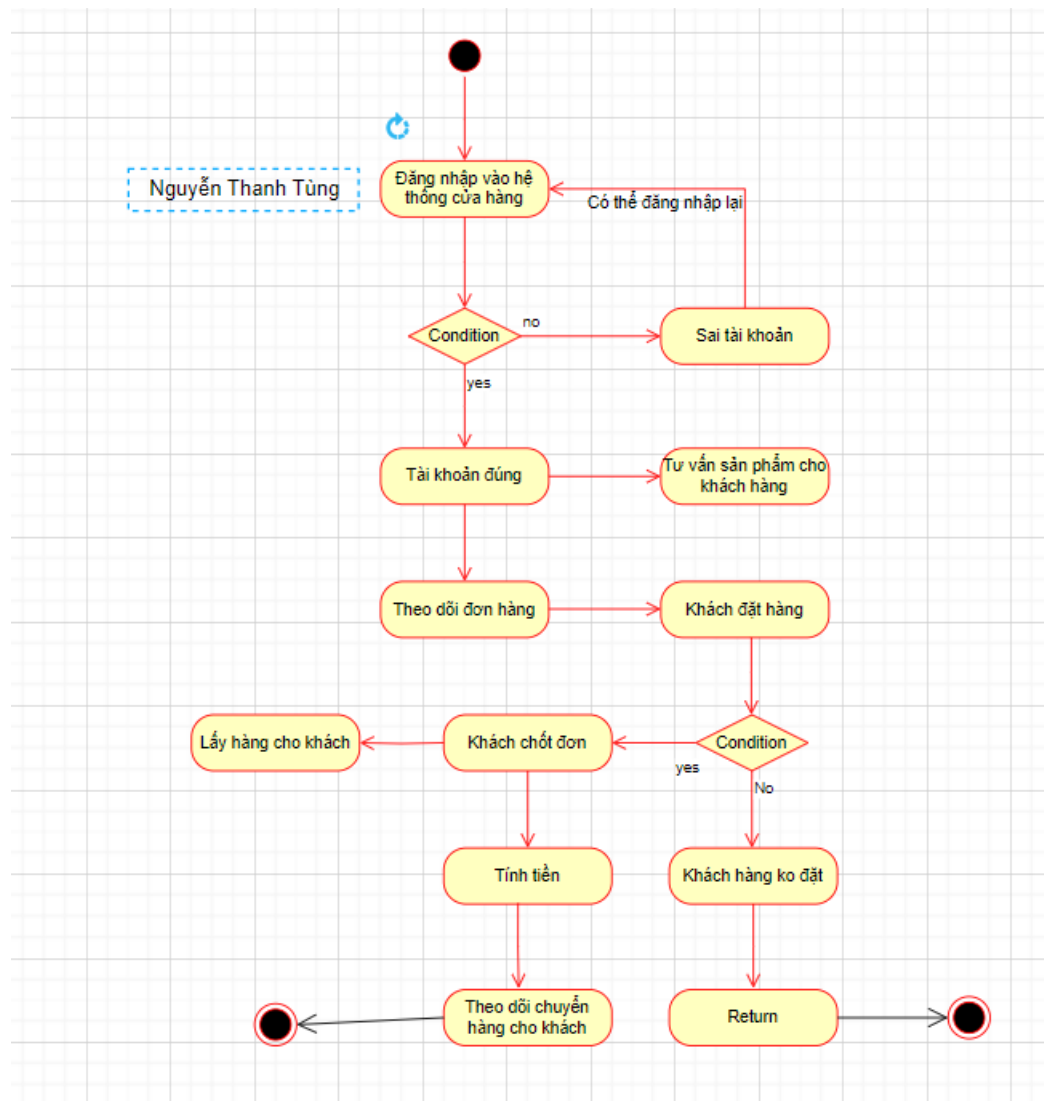 Nguyễn Thanh Tùng
Đăng nhập vào hệ
thống cửa hàng
Có thể đăng nhập lại
Condition
no
Sai tài khoản
yes
Tài khoản đúng
Tư vấn sản phẩm cho
khách hàng
Theo dõi đơn hàng
Khách đặt hàng
Lấy hàng cho khách
Khách chốt đơn
Condition
yes
No
Tính tiền
Khách hàng ko đặt
Theo dõi chuyển
hàng cho khách
Return